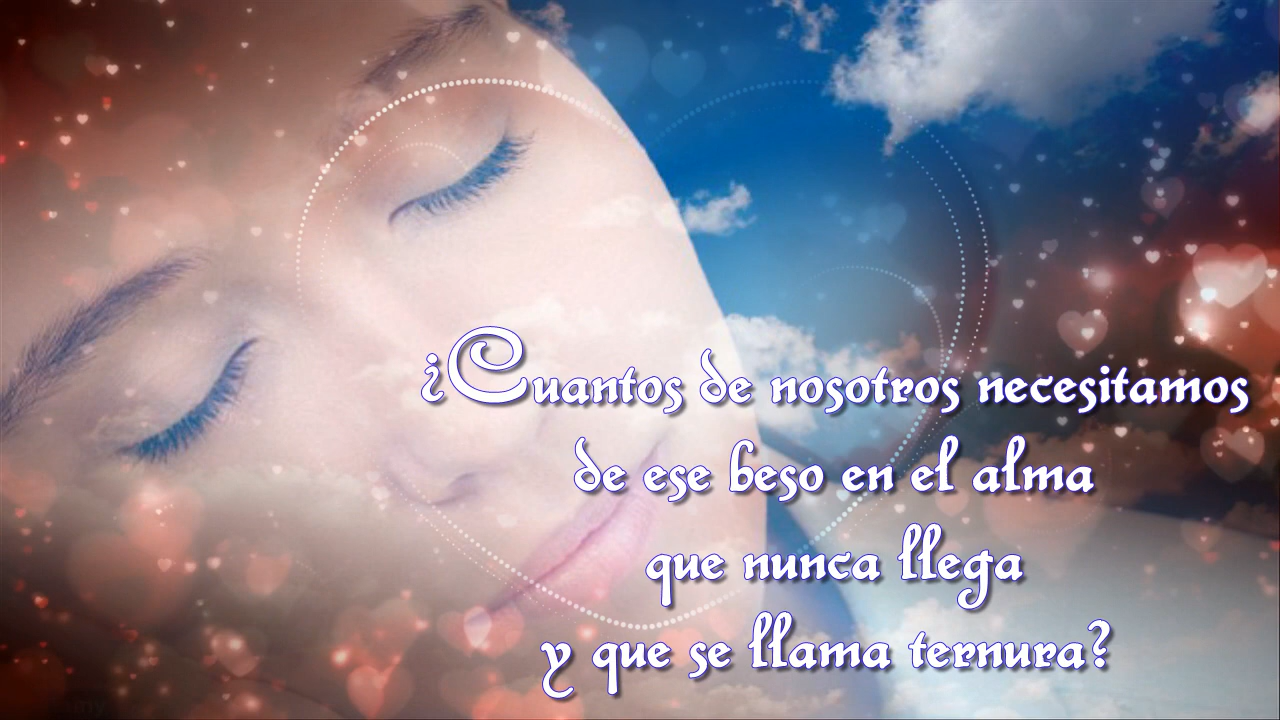 ¿Cuantos de nosotros necesitamos
de ese beso en el alma
que nunca llega
y que se llama ternura?